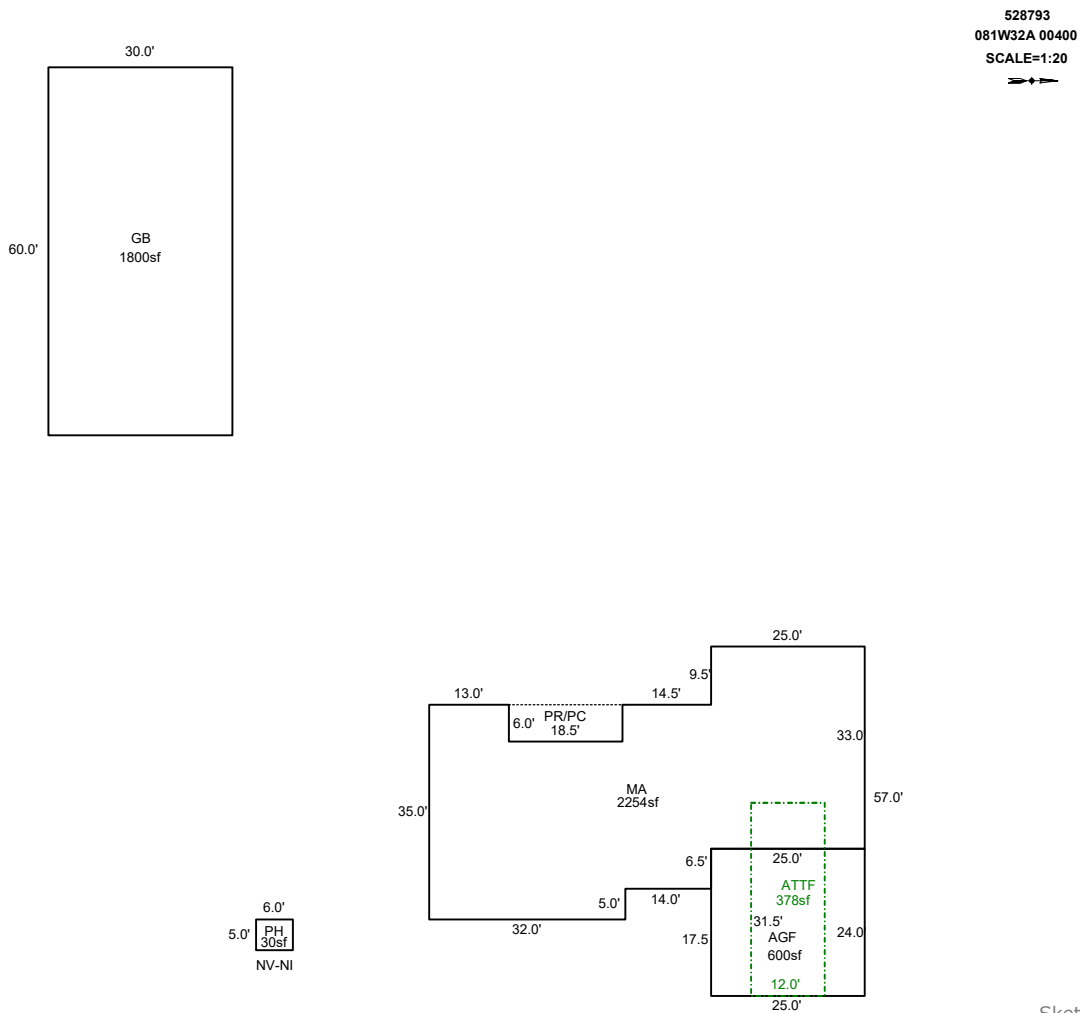 528793
081W32A 00400
SCALE=1:20
30.0'
60.0'
GB
1800sf
25.0'
9.5'
13.0'
14.5'
6.0'
PR/PC
18.5'
33.0'
MA
2254sf
35.0'
57.0'
6.5'
25.0'
ATTF
378sf
5.0'
14.0'
6.0'
5.0'
PH
30sf
NV-NI
32.0'
31.5'
17.5
AGF
600sf
24.0'
12.0'
25.0'
Sket